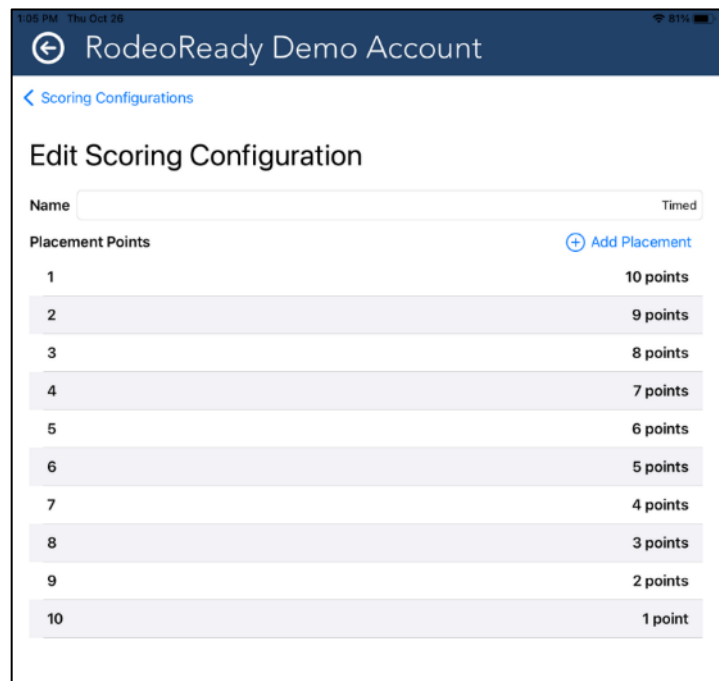 1:05 PM Thu Oct 26 81%
RodeoReady Demo Account
Scoring Configurations
Edit Scoring Configuration
Name Timed
Placement Points Add Placement
1 10 points
2 9 points
3 8 points
4 7 points
5 6 points
6 5 points
7 4 points
8 3 points
9 2 points
10 1 point